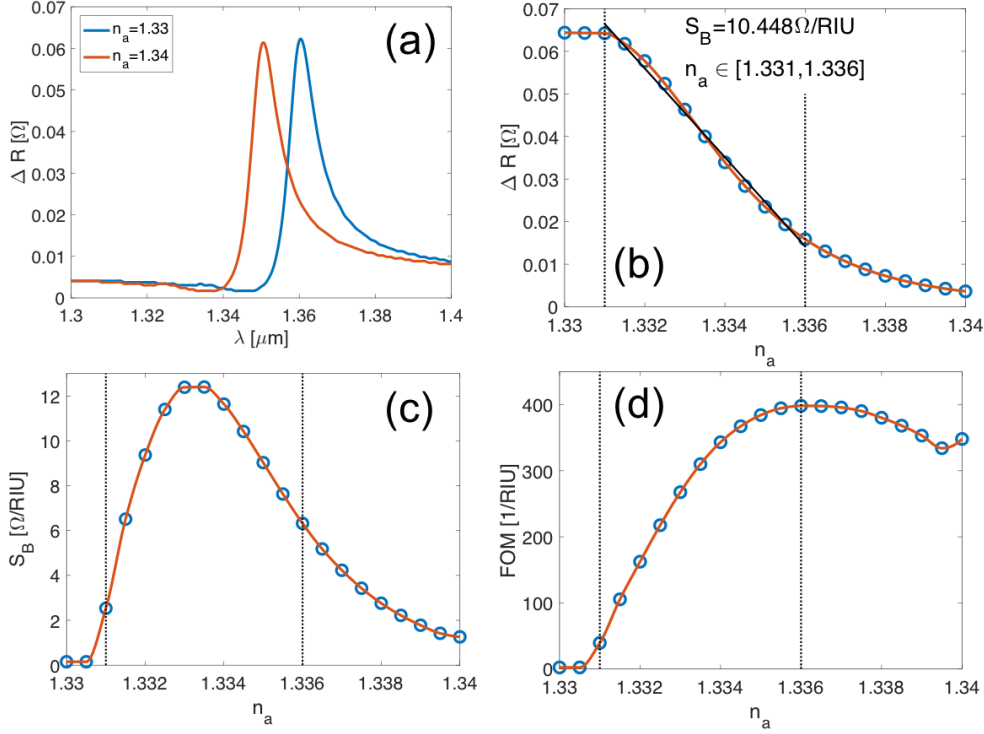 (a)
n_a=1.33
n_a=1.34
Δ R [Ω]
0.07
0.06
0.05
0.04
0.03
0.02
0.01
0
1.3 1.32 1.34 1.36 1.38 1.4
λ [μm]
(b)
S_B=10.448Ω/RIU
n_a ∈ [1.331,1.336]
Δ R [Ω]
0.07
0.06
0.05
0.04
0.03
0.02
0.01
0
1.33 1.332 1.334 1.336 1.338 1.34
n_a
(c)
S_B [Ω/RIU]
12
10
8
6
4
2
0
1.33 1.332 1.334 1.336 1.338 1.34
n_a
(d)
FOM [1/RIU]
400
300
200
100
0
1.33 1.332 1.334 1.336 1.338 1.34
n_a